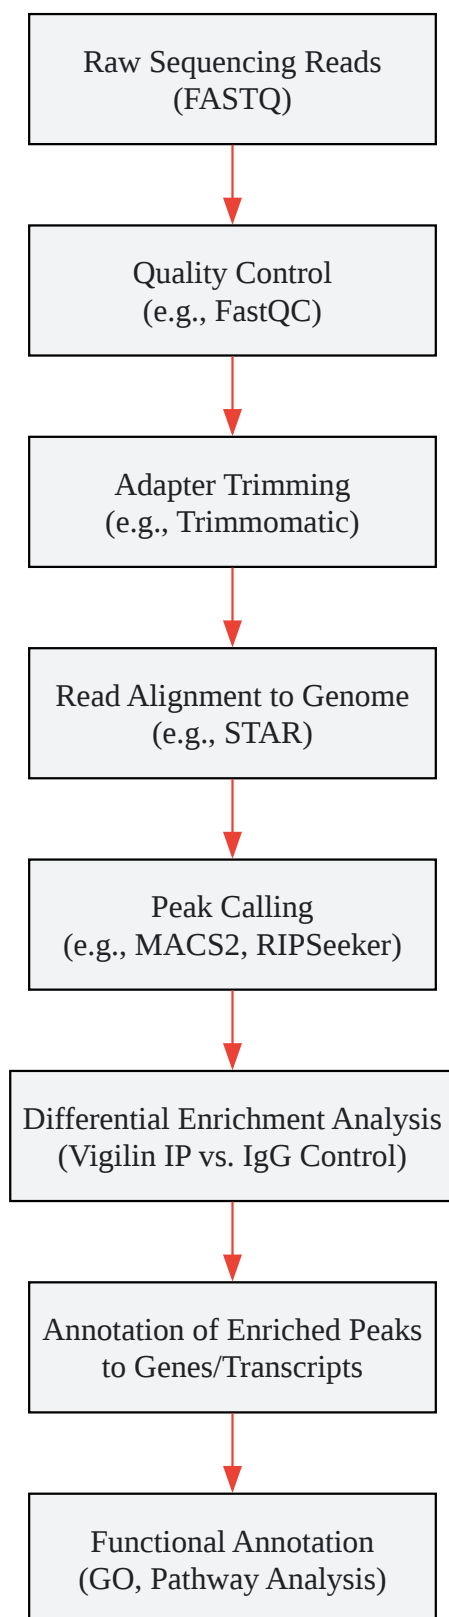 Raw Sequencing Reads
(FASTQ)
Quality Control
(e.g., FastQC)
Adapter Trimming
(e.g., Trimmomatic)
Read Alignment to Genome
(e.g., STAR)
Peak Calling
(e.g., MACS2, RIPSeeker)
Differential Enrichment Analysis
(Vigilin IP vs. IgG Control)
Annotation of Enriched Peaks
to Genes/Transcripts
Functional Annotation
(GO, Pathway Analysis)